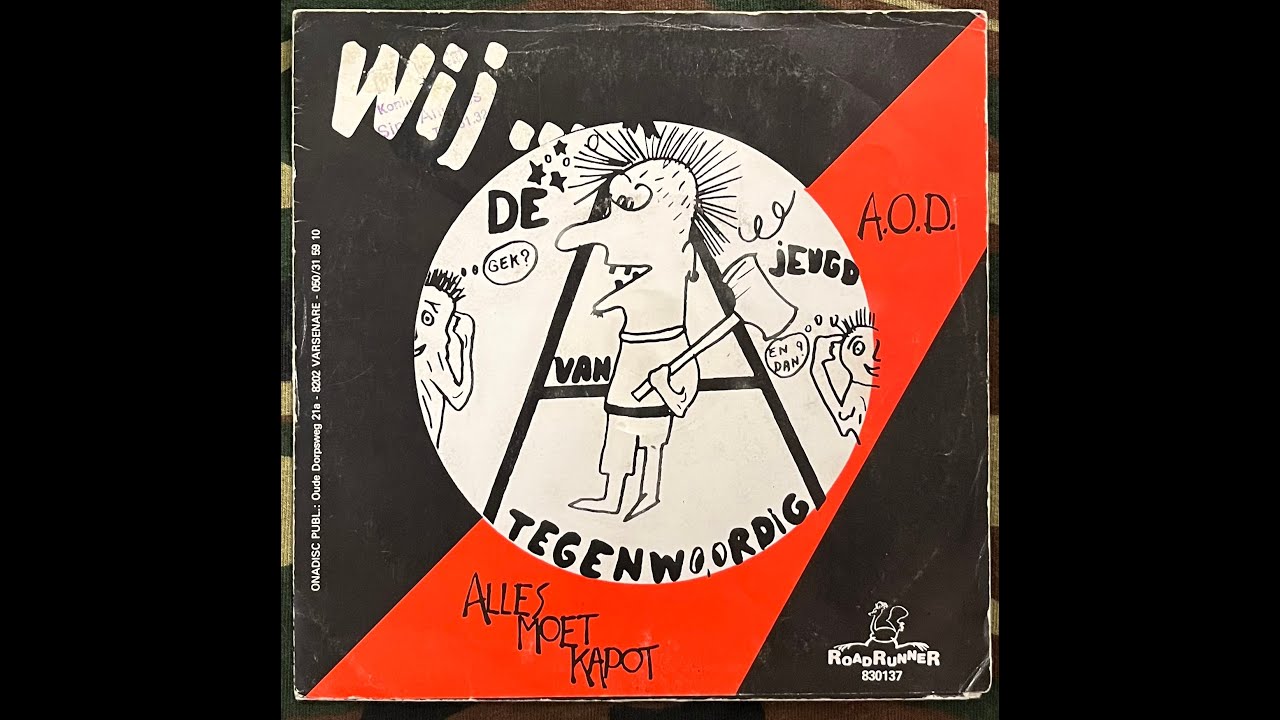 Wij...
DE
GEK?
JEUGD
A.O.D.
VAN
EN ?
DAN
TEGENWOORDIG
ALLES
MOET
KAPOT
ONADISC PUBL.: Oude Dorpsweg 21a - 8202 VARSENARE - 050/31 59 10
ROADRUNNER
830137